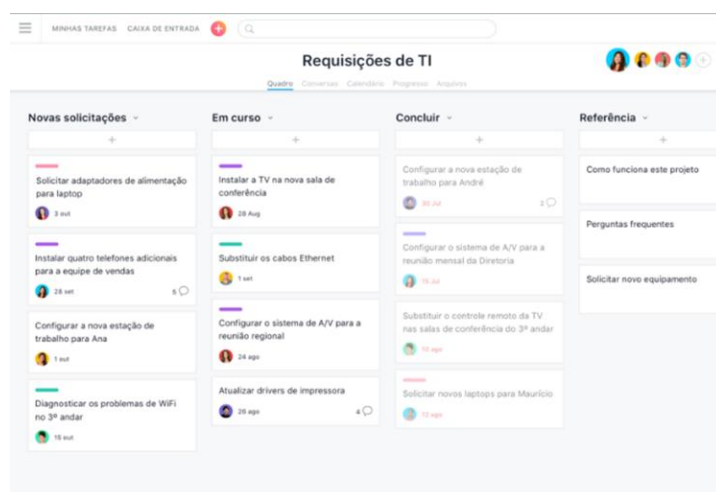 MINHAS TAREFAS CAIXA DE ENTRADA
Requisições de TI
Quadro Conversas Calendário Progresso Arquivos
Novas solicitações
Solicitar adaptadores de alimentação
para laptop
3 out
Instalar quatro telefones adicionais
para a equipe de vendas
28 set 5
Configurar a nova estação de
trabalho para Ana
1 out
Diagnosticar os problemas de WiFi
no 3º andar
15 out
Em curso
Instalar a TV na nova sala de
conferência
28 Aug
Substituir os cabos Ethernet
1 set
Configurar o sistema de A/V para a
reunião regional
24 ago
Atualizar drivers de impressora
26 ago 4
Concluir
Configurar a nova estação de
trabalho para André
30 Jul
Configurar o sistema de A/V para a
reunião mensal da Diretoria
15 Jul
Substituir o controle remoto da TV
nas salas de conferência do 3º andar
Solicitar novos laptops para Maurício
12 ago
Referência
Como funciona este projeto
Perguntas frequentes
Solicitar novo equipamento